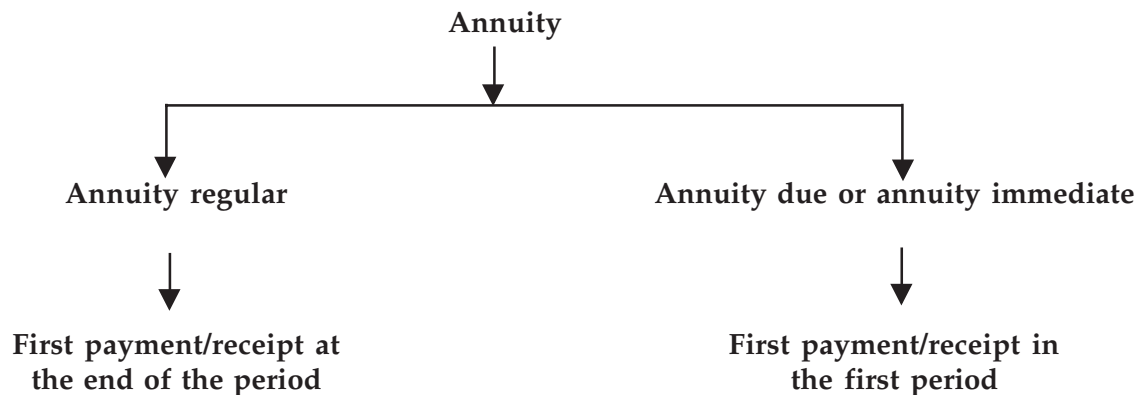 Annuity
Annuity regular
Annuity due or annuity immediate
First payment/receipt at
the end of the period
First payment/receipt in
the first period